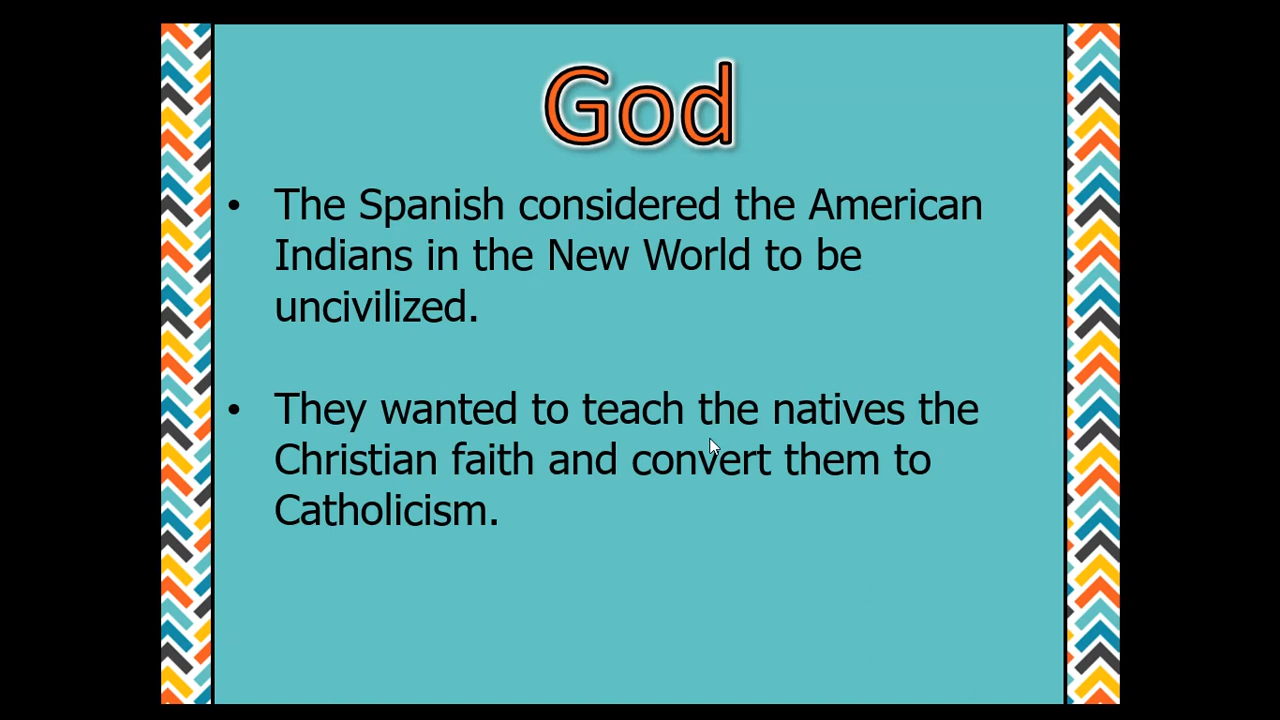 God
• The Spanish considered the American
Indians in the New World to be
uncivilized.
• They wanted to teach the natives the
Christian faith and convert them to
Catholicism.